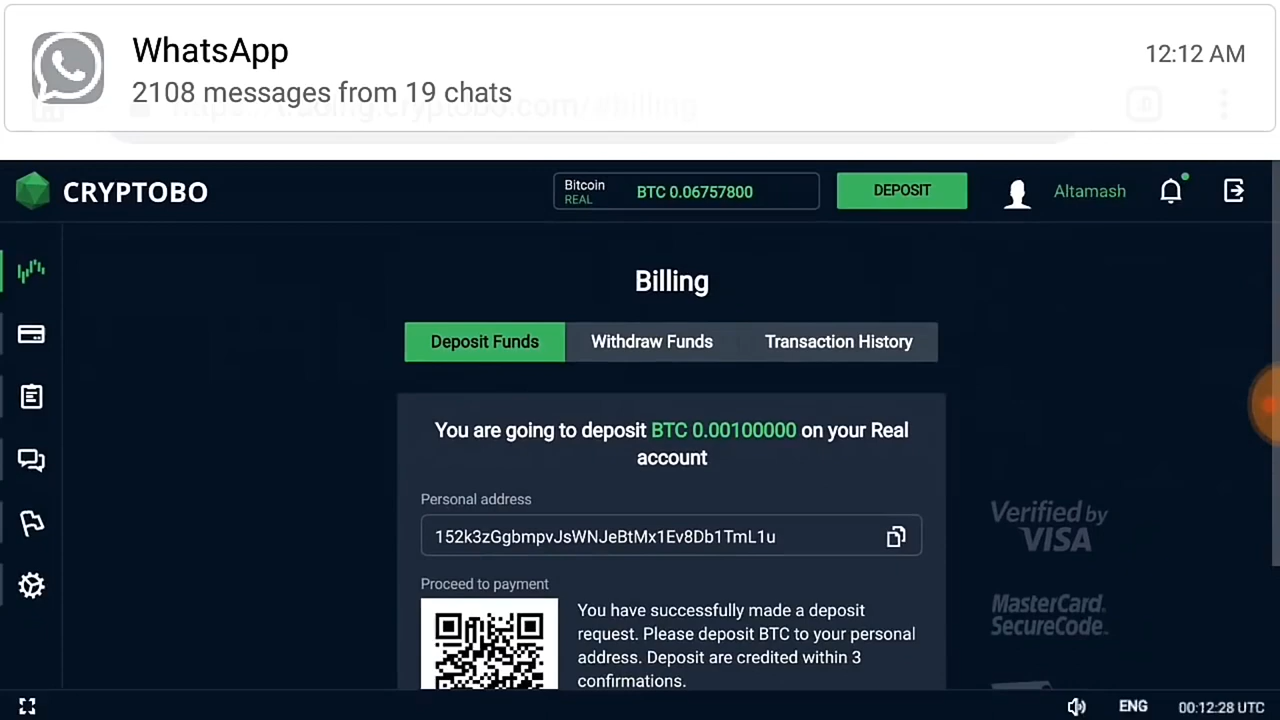 WhatsApp
12:12 AM
2108 messages from 19 chats
CRYPTOBO
Bitcoin
REAL
BTC 0.06757800
DEPOSIT
Altamash
Billing
Deposit Funds
Withdraw Funds
Transaction History
You are going to deposit BTC 0.00100000 on your Real
account
Personal address
152k3zGgbmpvJsWNJeBtMx1Ev8Db1TmL1u
Proceed to payment
You have successfully made a deposit
request. Please deposit BTC to your personal
address. Deposit are credited within 3
confirmations.
Verified by
VISA
MasterCard.
SecureCode.
ENG
00:12:28 UTC